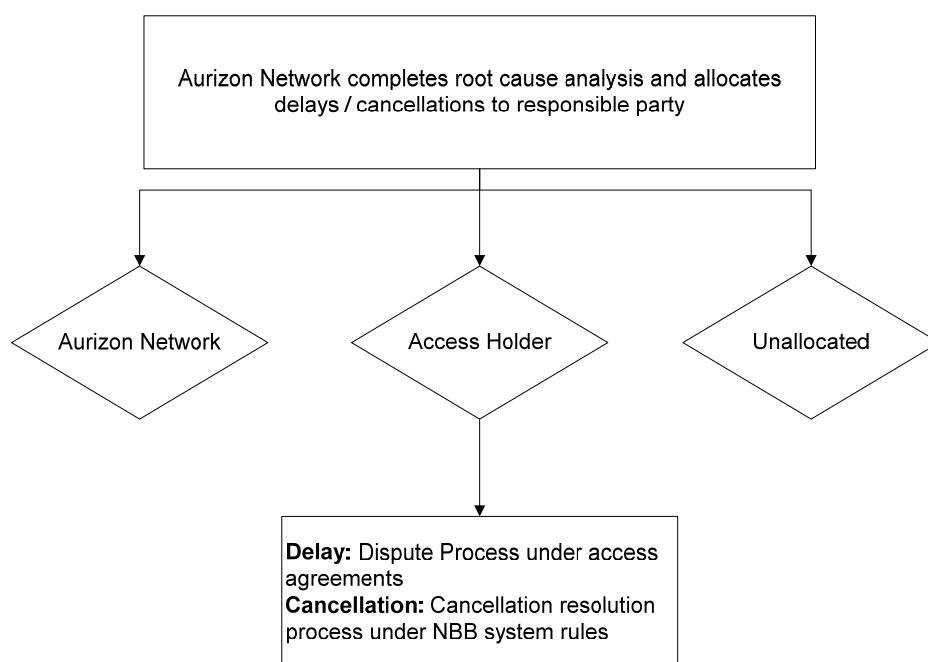 Aurizon Network completes root cause analysis and allocates
delays / cancellations to responsible party
Aurizon Network
Access Holder
Unallocated
Delay: Dispute Process under access
agreements
Cancellation: Cancellation resolution
process under NBB system rules